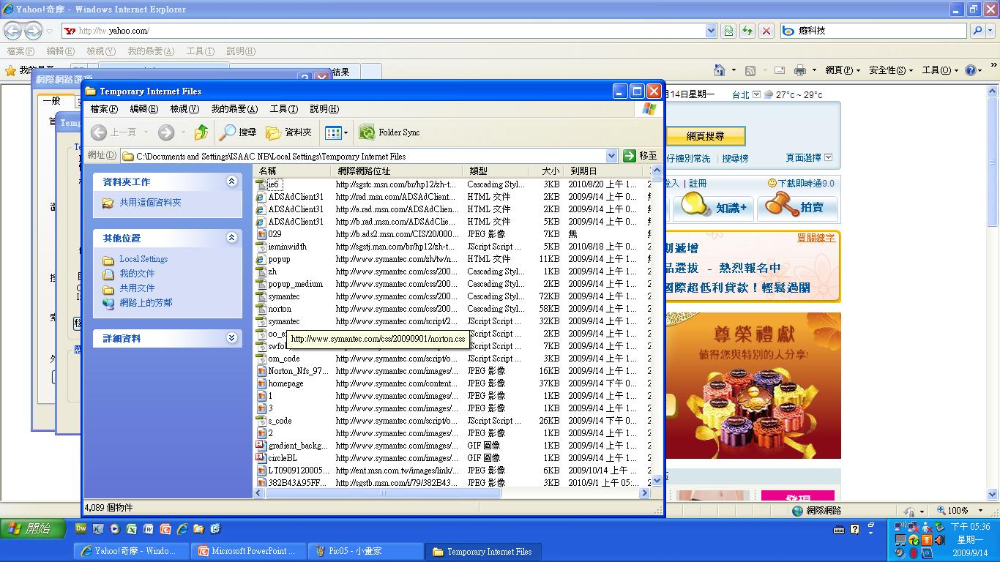 Yahoo!奇摩 - Windows Internet Explorer
http://tw.yahoo.com/
癮科技
檔案(F) 編輯(E) 檢視(V) 我的最愛(A) 工具(T) 說明(H)
我的最愛
結果
網頁(P) 安全性(S) 工具(O)
網際網路選項
一般
Temp
Temporary Internet Files
檔案(F) 編輯(E) 檢視(V) 我的最愛(A) 工具(T) 說明(H)
上一頁 搜尋 資料夾 Folder Sync
網址(D) C:\Documents and Settings\ISAAC NB\Local Settings\Temporary Internet Files 移至
資料夾工作
共用這個資料夾
其他位置
Local Settings
我的文件
共用文件
網路上的芳鄰
詳細資料
名稱 網際網路位址 類型 大小 到期日
ie6 http://sgstc.msn.com/br/hp12/zh-t... Cascading Styl... 3KB 2010/8/20 上午 1...
ADSAdClient31 http://rad.msn.com/ADSAdClient... HTML 文件 2KB 2009/9/14 上午 0...
ADSAdClient31 http://a.rad.msn.com/ADSAdClien... HTML 文件 2KB 2009/9/14 上午 0...
ADSAdClient31 http://b.rad.msn.com/ADSAdClie... HTML 文件 5KB 2009/9/14 上午 0...
029 http://b.ads2.msn.com/CIS/20/000... JPEG 影像 7KB 無
ieminwidth http://sgstj.msn.com/br/hp12/zh-t... JScript Script ... 5KB 2010/8/18 上午 0...
popup http://www.symantec.com/zh/tw/n... HTML 文件 11KB 2009/9/14 上午 1...
zh http://www.symantec.com/css/200... Cascading Styl... 1KB 2009/9/14 上午 1...
popup_medium http://www.symantec.com/css/200... Cascading Styl... 2KB 2009/9/14 上午 1...
symantec http://www.symantec.com/css/200... Cascading Styl... 72KB 2009/9/14 上午 1...
norton http://www.symantec.com/css/200... Cascading Styl... 58KB 2009/9/14 上午 1...
symantec http://www.symantec.com/script/2... JScript Script ... 32KB 2009/9/14 上午 1...
oo_e JScript Script ... 2KB 2009/9/14 上午 1...
http://www.symantec.com/css/20090901/norton.css
swfo JScript Script ... 7KB 2009/9/14 上午 1...
om_code http://www.symantec.com/script/o... JScript Script ... 3KB 2009/9/14 上午 1...
Norton_Nfs_97... http://www.symantec.com/images/... JPEG 影像 16KB 2009/9/14 上午 1...
homepage http://www.symantec.com/content... JPEG 影像 37KB 2009/9/14 下午 0...
1 http://www.symantec.com/images/... JPEG 影像 1KB 2009/9/14 上午 1...
3 http://www.symantec.com/images/... JPEG 影像 1KB 2009/9/14 上午 1...
s_code http://www.symantec.com/script/o... JScript Script ... 26KB 2009/9/14 下午 0...
2 http://www.symantec.com/images/... JPEG 影像 1KB 2009/9/14 上午 1...
gradient_backg... http://www.symantec.com/images/... GIF 圖像 1KB 2009/9/14 上午 1...
circleBL http://www.symantec.com/images/... GIF 圖像 1KB 2009/9/14 上午 1...
LT0909120005... http://ent.msn.com.tw/images/link/... JPEG 影像 6KB 2009/10/14 上午 ...
382B43A95FF... http://sgstb.msn.com/i/79/382B43... JPEG 影像 3KB 2010/9/1 上午 05:...
4,089 個物件
月14日星期一 台北 27°c ~ 29°c
網頁搜尋
仔褲別常洗 | 搜尋榜 頁面選擇
登入 | 註冊 下載即時通9.0
知識+ 拍賣
買關鍵字
期遞增
品選拔 - 熱烈報名中
國際超低利貸款！輕鬆過關
尊榮禮獻
值得您與特別的人分享!
區
發現
網際網路 100%
開始
下午 05:36
星期一
2009/9/14
Yahoo!奇摩 - Windo... Microsoft PowerPoint ... Pic05 - 小畫家 Temporary Internet Files